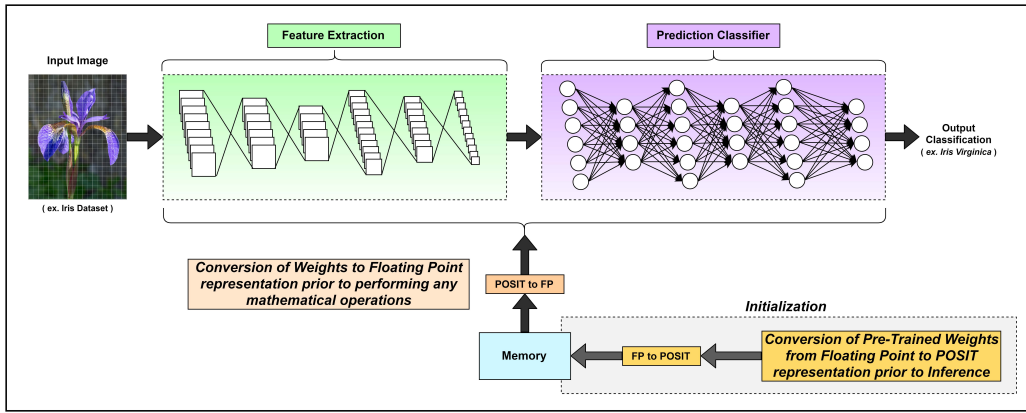 Feature Extraction
Prediction Classifier
Input Image
( ex. Iris Dataset )
Output
Classification
( ex. Iris Virginica )
Conversion of Weights to Floating Point
representation prior to performing any
mathematical operations
POSIT to FP
Initialization
Memory
FP to POSIT
Conversion of Pre-Trained Weights
from Floating Point to POSIT
representation prior to Inference